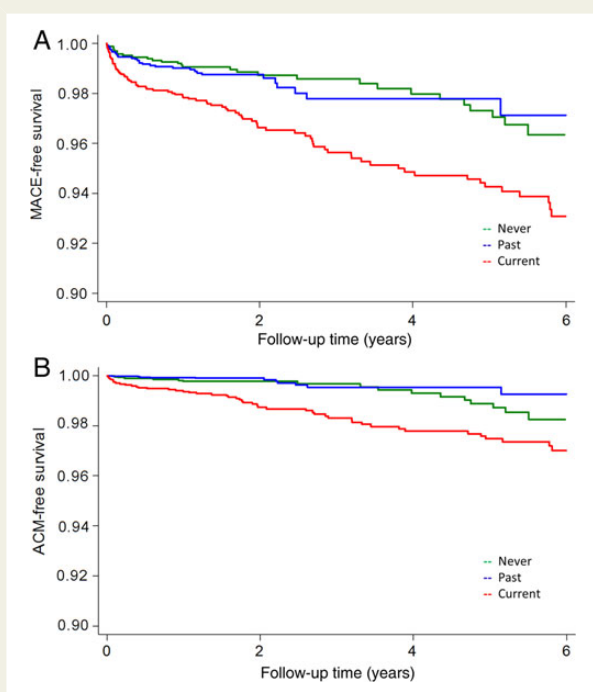 A
MACE-free survival
1.00
0.98
0.96
0.94
0.92
0.90
Never
Past
Current
0 2 4 6
Follow-up time (years)
B
ACM-free survival
1.00
0.98
0.96
0.94
0.92
0.90
Never
Past
Current
0 2 4 6
Follow-up time (years)